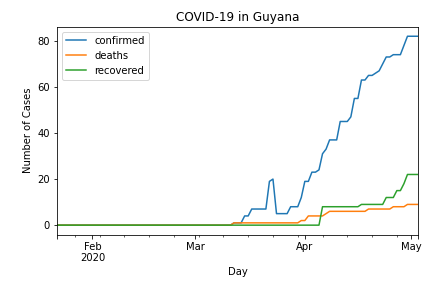 COVID-19 in Guyana
confirmed
deaths
recovered
Number of Cases
80
60
40
20
0
Feb
2020
Mar
Apr
May
Day